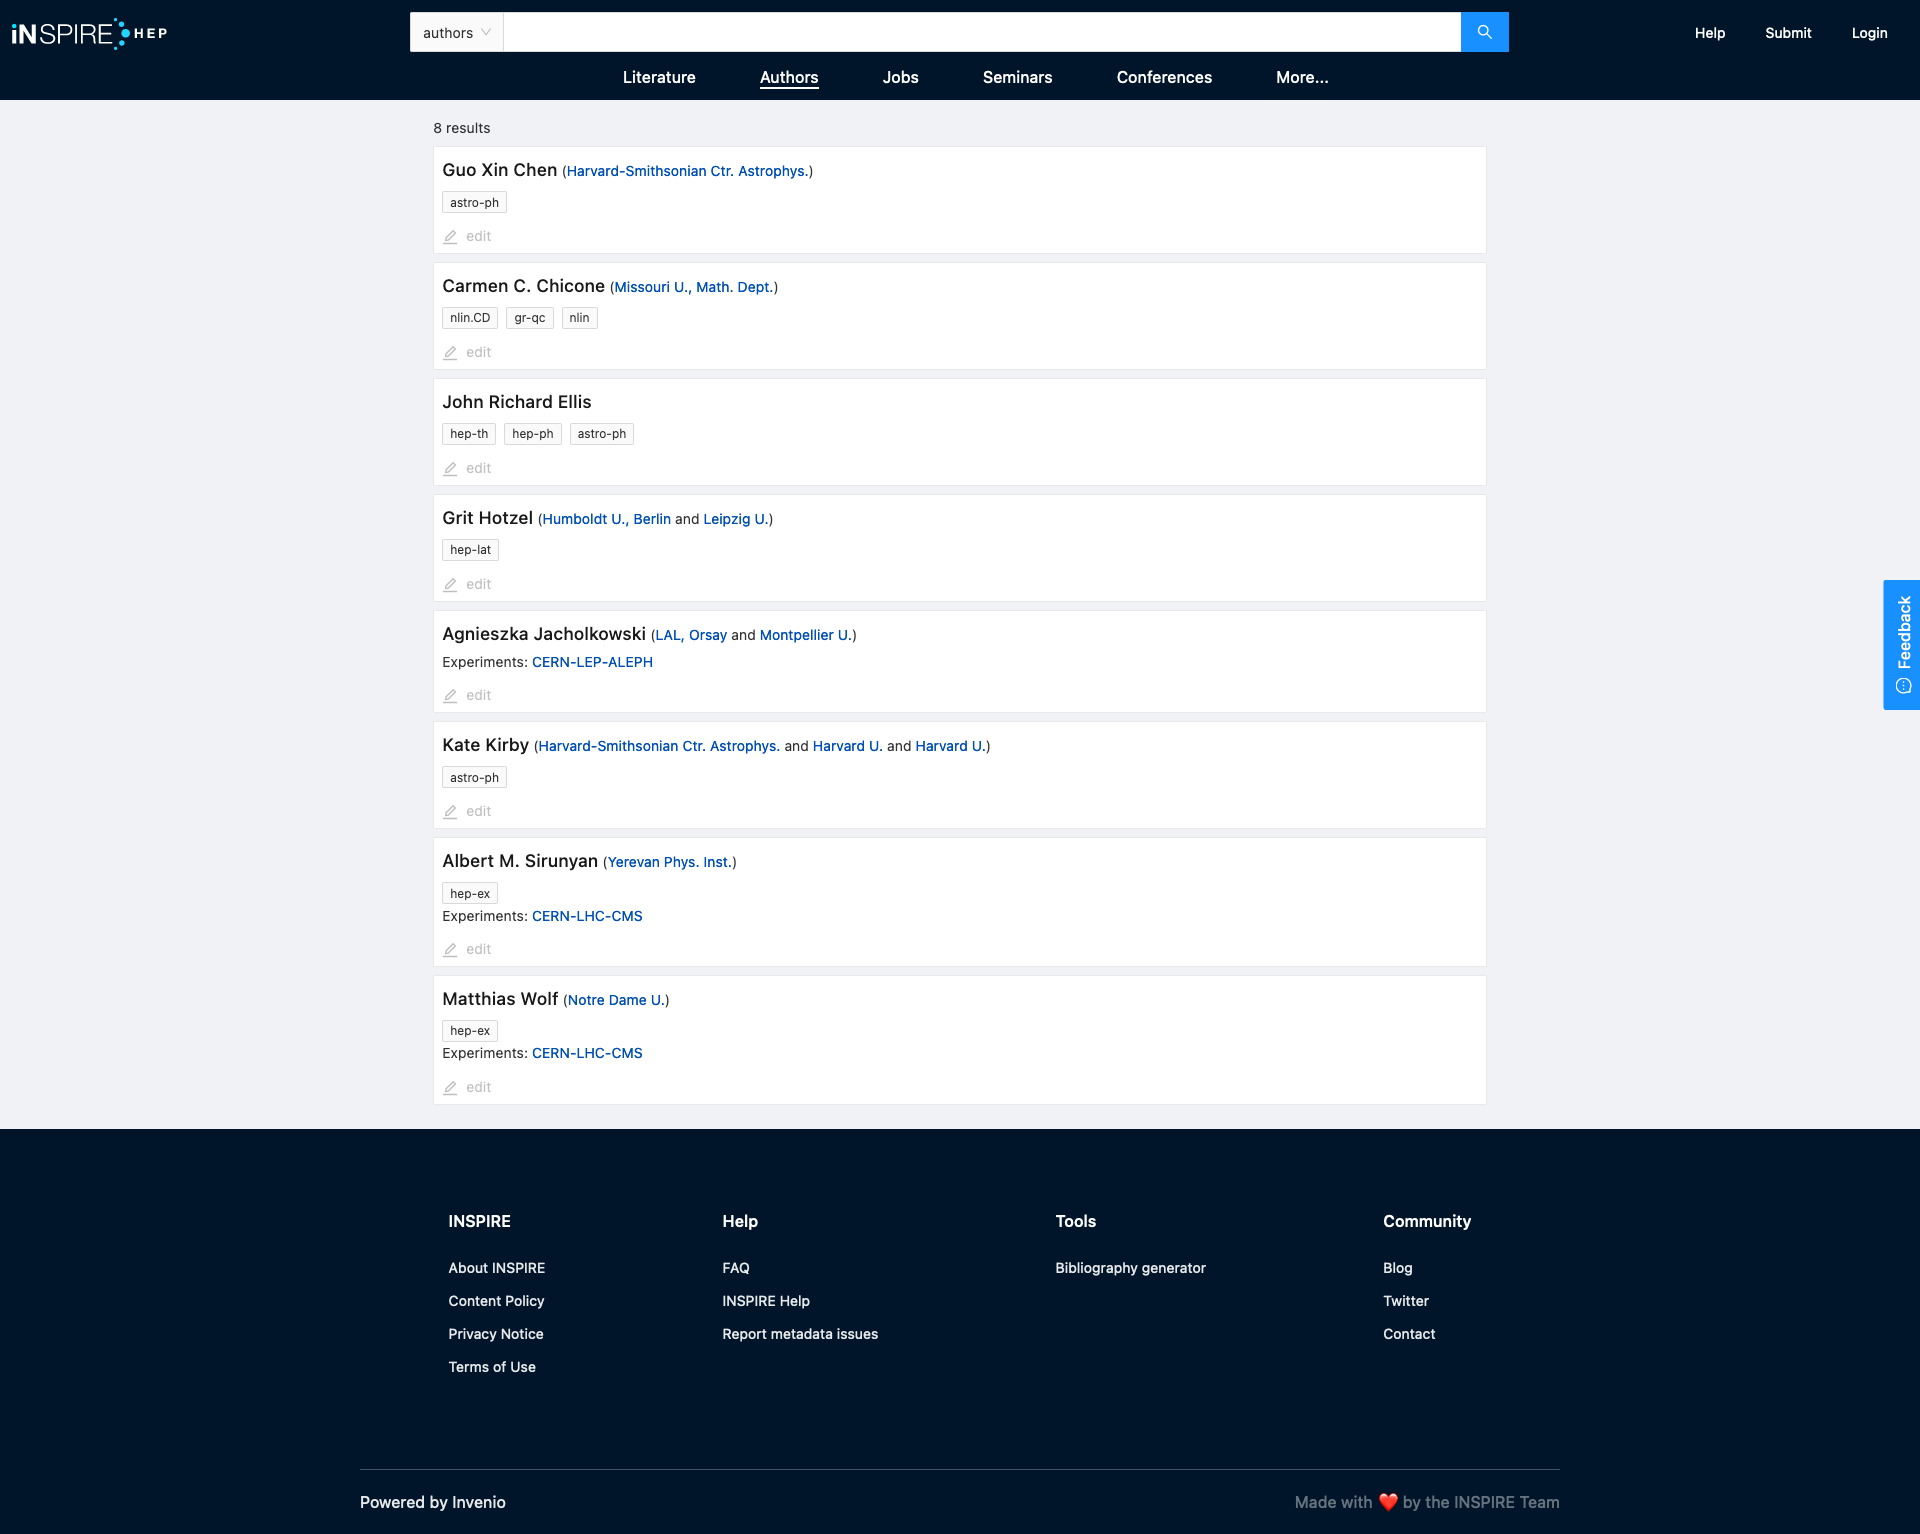 iNSPIRE HEP
authors
Help Submit Login
Literature Authors Jobs Seminars Conferences More...
8 results
Guo Xin Chen (Harvard-Smithsonian Ctr. Astrophys.)
astro-ph
edit
Carmen C. Chicone (Missouri U., Math. Dept.)
nlin.CD gr-qc nlin
edit
John Richard Ellis
hep-th hep-ph astro-ph
edit
Grit Hotzel (Humboldt U., Berlin and Leipzig U.)
hep-lat
edit
Agnieszka Jacholkowski (LAL, Orsay and Montpellier U.)
Experiments: CERN-LEP-ALEPH
edit
Kate Kirby (Harvard-Smithsonian Ctr. Astrophys. and Harvard U. and Harvard U.)
astro-ph
edit
Albert M. Sirunyan (Yerevan Phys. Inst.)
hep-ex
Experiments: CERN-LHC-CMS
edit
Matthias Wolf (Notre Dame U.)
hep-ex
Experiments: CERN-LHC-CMS
edit
Feedback
INSPIRE Help Tools Community
About INSPIRE FAQ Bibliography generator Blog
Content Policy INSPIRE Help Twitter
Privacy Notice Report metadata issues Contact
Terms of Use
Powered by Invenio Made with ❤️ by the INSPIRE Team